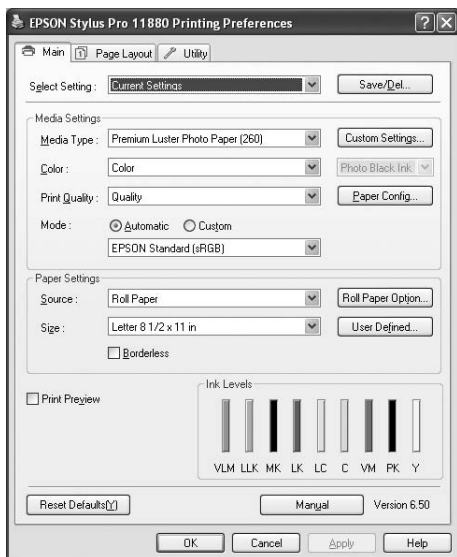 EPSON Stylus Pro 11880 Printing Preferences
Main Page Layout Utility
Select Setting : Current Settings Save/Del...
Media Settings
Media Type : Premium Luster Photo Paper (260) Custom Settings...
Color : Color Photo Black Ink
Print Quality : Quality Paper Config...
Mode : Automatic Custom
EPSON Standard (sRGB)
Paper Settings
Source : Roll Paper Roll Paper Option...
Size : Letter 8 1/2 x 11 in User Defined...
Borderless
Print Preview
Ink Levels
VLM LLK MK LK LC C VM PK Y
Reset Defaults(Y) Manual Version 6.50
OK Cancel Apply Help